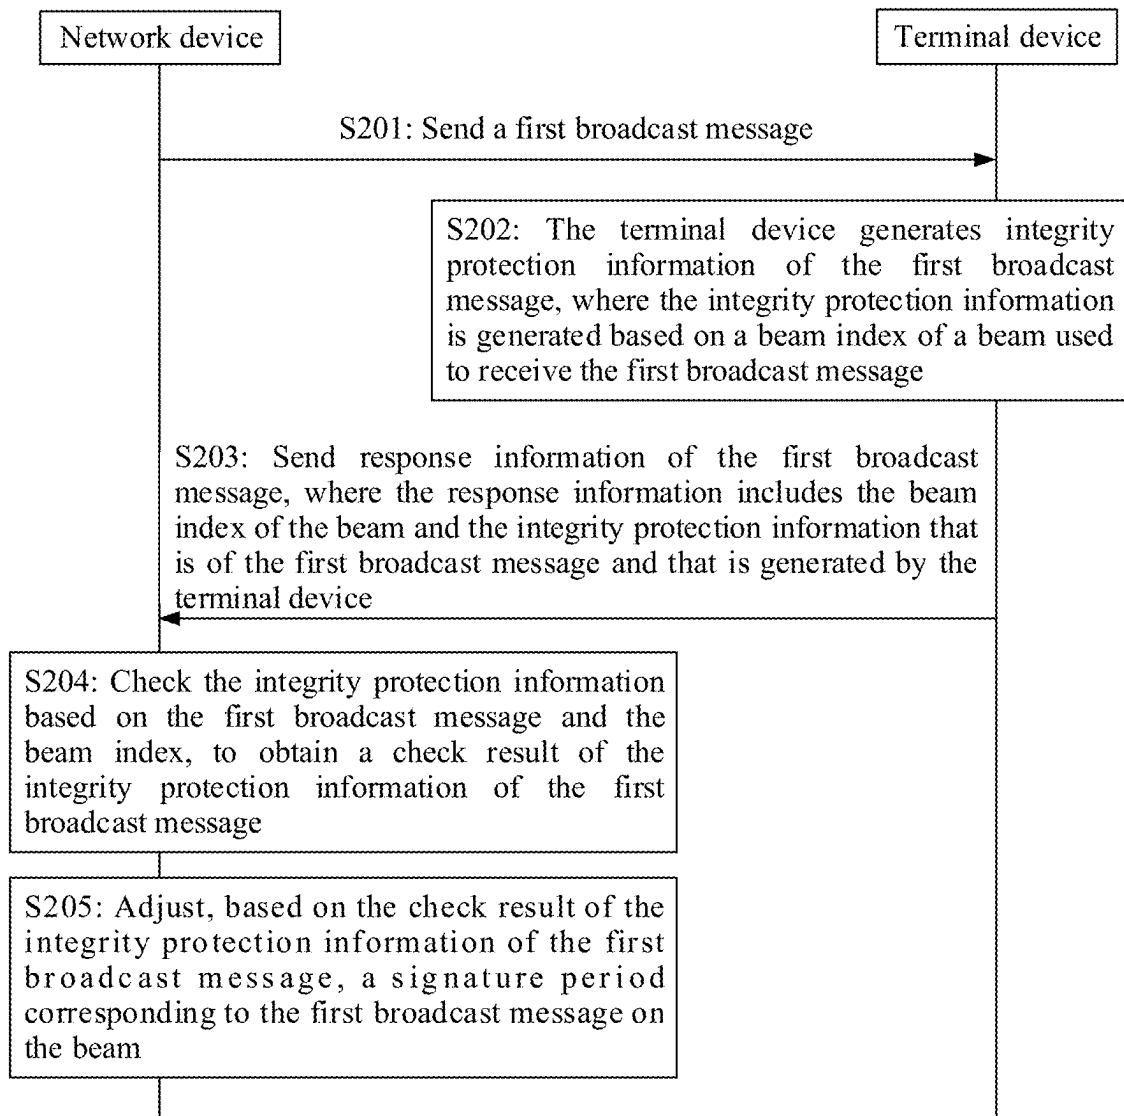 Network device
Terminal device
S201: Send a first broadcast message
S202: The terminal device generates integrity
protection information of the first broadcast
message, where the integrity protection information
is generated based on a beam index of a beam used
to receive the first broadcast message
S203: Send response information of the first broadcast
message, where the response information includes the beam
index of the beam and the integrity protection information that
is of the first broadcast message and that is generated by the
terminal device
S204: Check the integrity protection information
based on the first broadcast message and the
beam index, to obtain a check result of the
integrity protection information of the first
broadcast message
S205: Adjust, based on the check result of the
integrity protection information of the first
broadcast message, a signature period
corresponding to the first broadcast message on
the beam